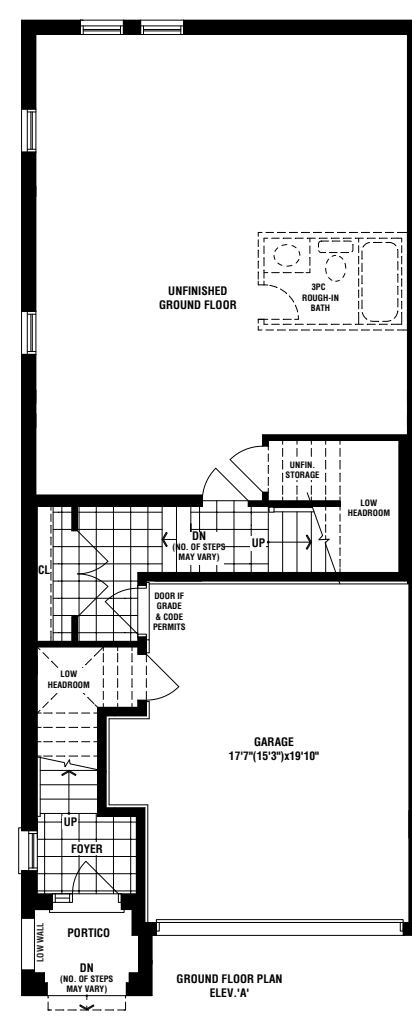 UNFINISHED
GROUND FLOOR
3PC
ROUGH-IN
BATH
UNFIN.
STORAGE
LOW
HEADROOM
DN
(NO. OF STEPS
MAY VARY)
UP
CL.
DOOR IF
GRADE
& CODE
PERMITS
LOW
HEADROOM
GARAGE
17'7"(15'3")x19'10"
UP
FOYER
LOW WALL
PORTICO
DN
(NO. OF STEPS
MAY VARY)
GROUND FLOOR PLAN
ELEV.'A'